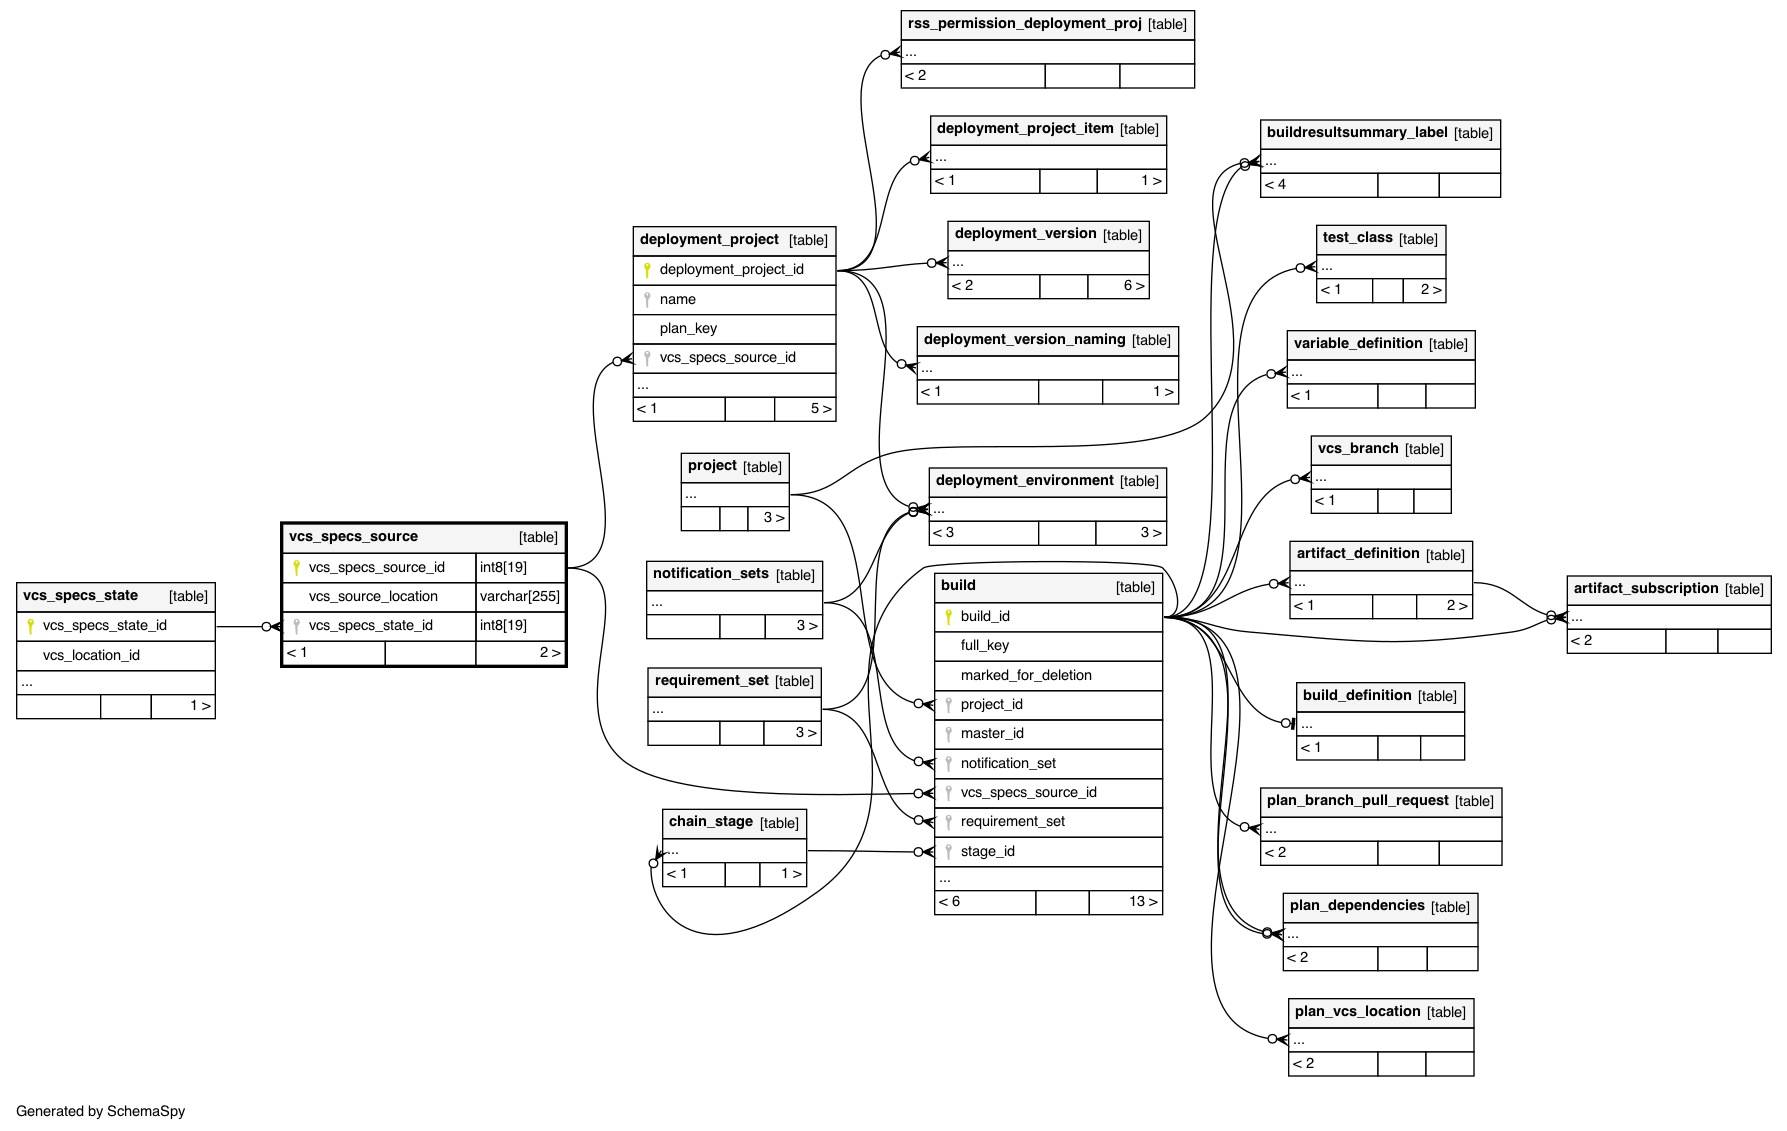 rss_permission_deployment_proj [table]
...
< 2
deployment_project_item [table]
...
< 1 1 >
buildresultsummary_label [table]
...
< 4
deployment_version [table]
...
< 2 6 >
deployment_project [table]
deployment_project_id
name
plan_key
vcs_specs_source_id
...
< 1 5 >
test_class [table]
...
< 1 2 >
deployment_version_naming [table]
...
< 1 1 >
variable_definition [table]
...
< 1
vcs_branch [table]
...
< 1
project [table]
...
3 >
deployment_environment [table]
...
< 3 3 >
vcs_specs_source [table]
vcs_specs_source_id int8[19]
vcs_source_location varchar[255]
vcs_specs_state_id int8[19]
< 1 2 >
vcs_specs_state [table]
vcs_specs_state_id
vcs_location_id
...
1 >
notification_sets [table]
...
3 >
build [table]
build_id
full_key
marked_for_deletion
project_id
master_id
notification_set
vcs_specs_source_id
requirement_set
stage_id
...
< 6 13 >
artifact_definition [table]
...
< 1 2 >
artifact_subscription [table]
...
< 2
requirement_set [table]
...
3 >
build_definition [table]
...
< 1
chain_stage [table]
...
< 1 1 >
plan_branch_pull_request [table]
...
< 2
plan_dependencies [table]
...
< 2
plan_vcs_location [table]
...
< 2
Generated by SchemaSpy